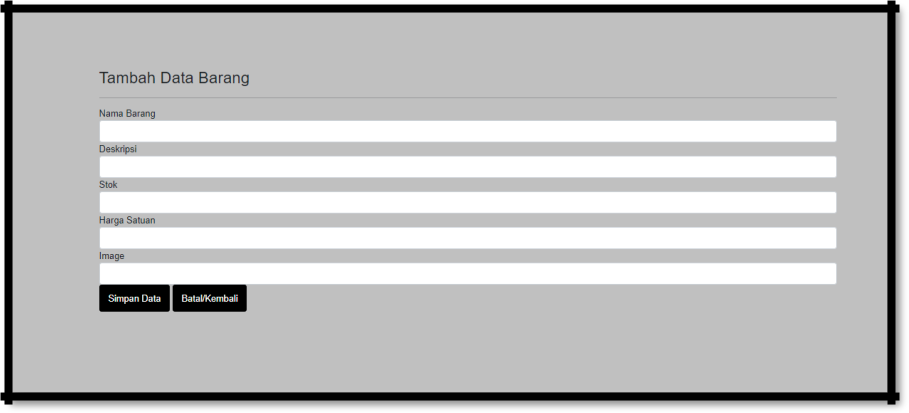 Tambah Data Barang
Nama Barang
Deskripsi
Stok
Harga Satuan
Image
Simpan Data Batal/Kembali